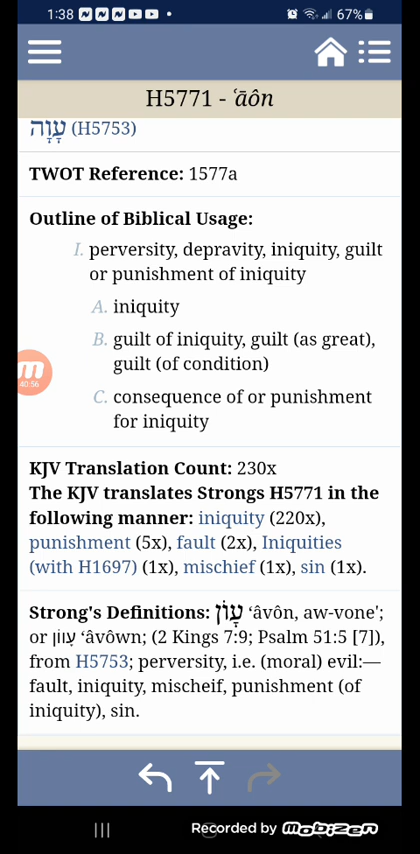 1:38 67%
H5771 - ʿāôn
עָוָה (H5753)
TWOT Reference: 1577a
Outline of Biblical Usage:
I. perversity, depravity, iniquity, guilt
or punishment of iniquity
A. iniquity
B. guilt of iniquity, guilt (as great),
guilt (of condition)
C. consequence of or punishment
for iniquity
KJV Translation Count: 230x
The KJV translates Strongs H5771 in the
following manner: iniquity (220x),
punishment (5x), fault (2x), Iniquities
(with H1697) (1x), mischief (1x), sin (1x).
Strong's Definitions: עָוֺן ʻâvôn, aw-vone';
or עָווֹן ʻâvôwn; (2 Kings 7:9; Psalm 51:5 [7]),
from H5753; perversity, i.e. (moral) evil:—
fault, iniquity, mischeif, punishment (of
iniquity), sin.
40:56
Recorded by Mobizen